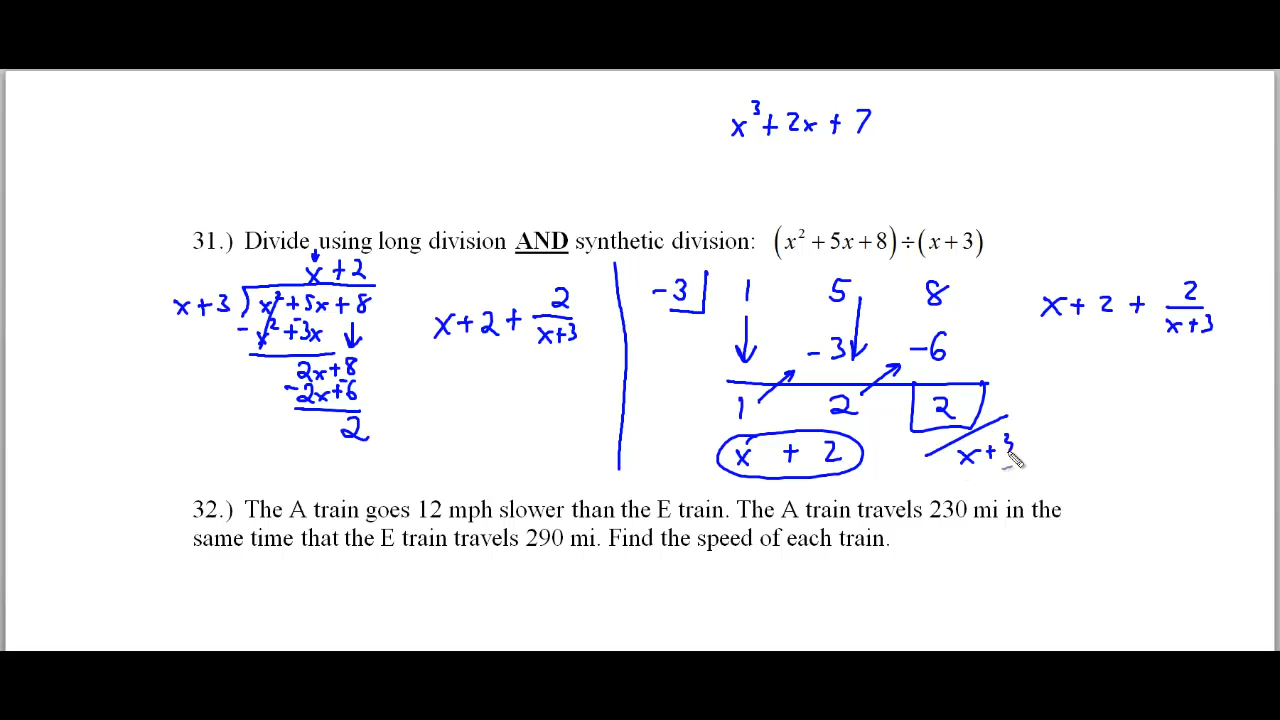 x³ + 2x + 7
31.) Divide using long division AND synthetic division: (x² + 5x + 8) ÷ (x + 3)
x + 2
x + 3 ) x² + 5x + 8
- x² + 3x
2x + 8
- 2x + 6
2
x + 2 + 2/(x+3)
-3 | 1 5 8
-3 -6
1 2 2
x + 2
x + 3
x + 2 + 2/(x+3)
32.) The A train goes 12 mph slower than the E train. The A train travels 230 mi in the
same time that the E train travels 290 mi. Find the speed of each train.